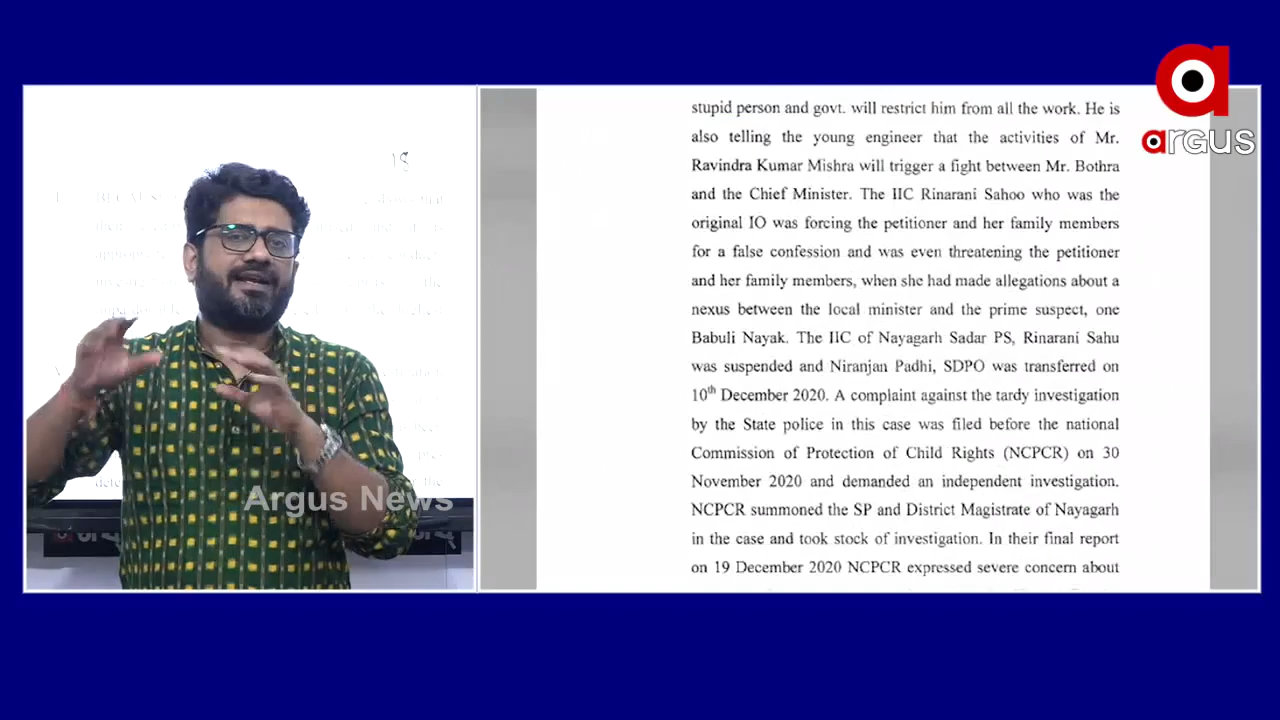 argus
18
stupid person and govt. will restrict him from all the work. He is
also telling the young engineer that the activities of Mr.
Ravindra Kumar Mishra will trigger a fight between Mr. Bothra
and the Chief Minister. The IIC Rinarani Sahoo who was the
original IO was forcing the petitioner and her family members
for a false confession and was even threatening the petitioner
and her family members, when she had made allegations about a
nexus between the local minister and the prime suspect, one
Babuli Nayak. The IIC of Nayagarh Sadar PS, Rinarani Sahu
was suspended and Niranjan Padhi, SDPO was transferred on
10th December 2020. A complaint against the tardy investigation
by the State police in this case was filed before the national
Commission of Protection of Child Rights (NCPCR) on 30
November 2020 and demanded an independent investigation.
NCPCR summoned the SP and District Magistrate of Nayagarh
in the case and took stock of investigation. In their final report
on 19 December 2020 NCPCR expressed severe concern about
Argus News